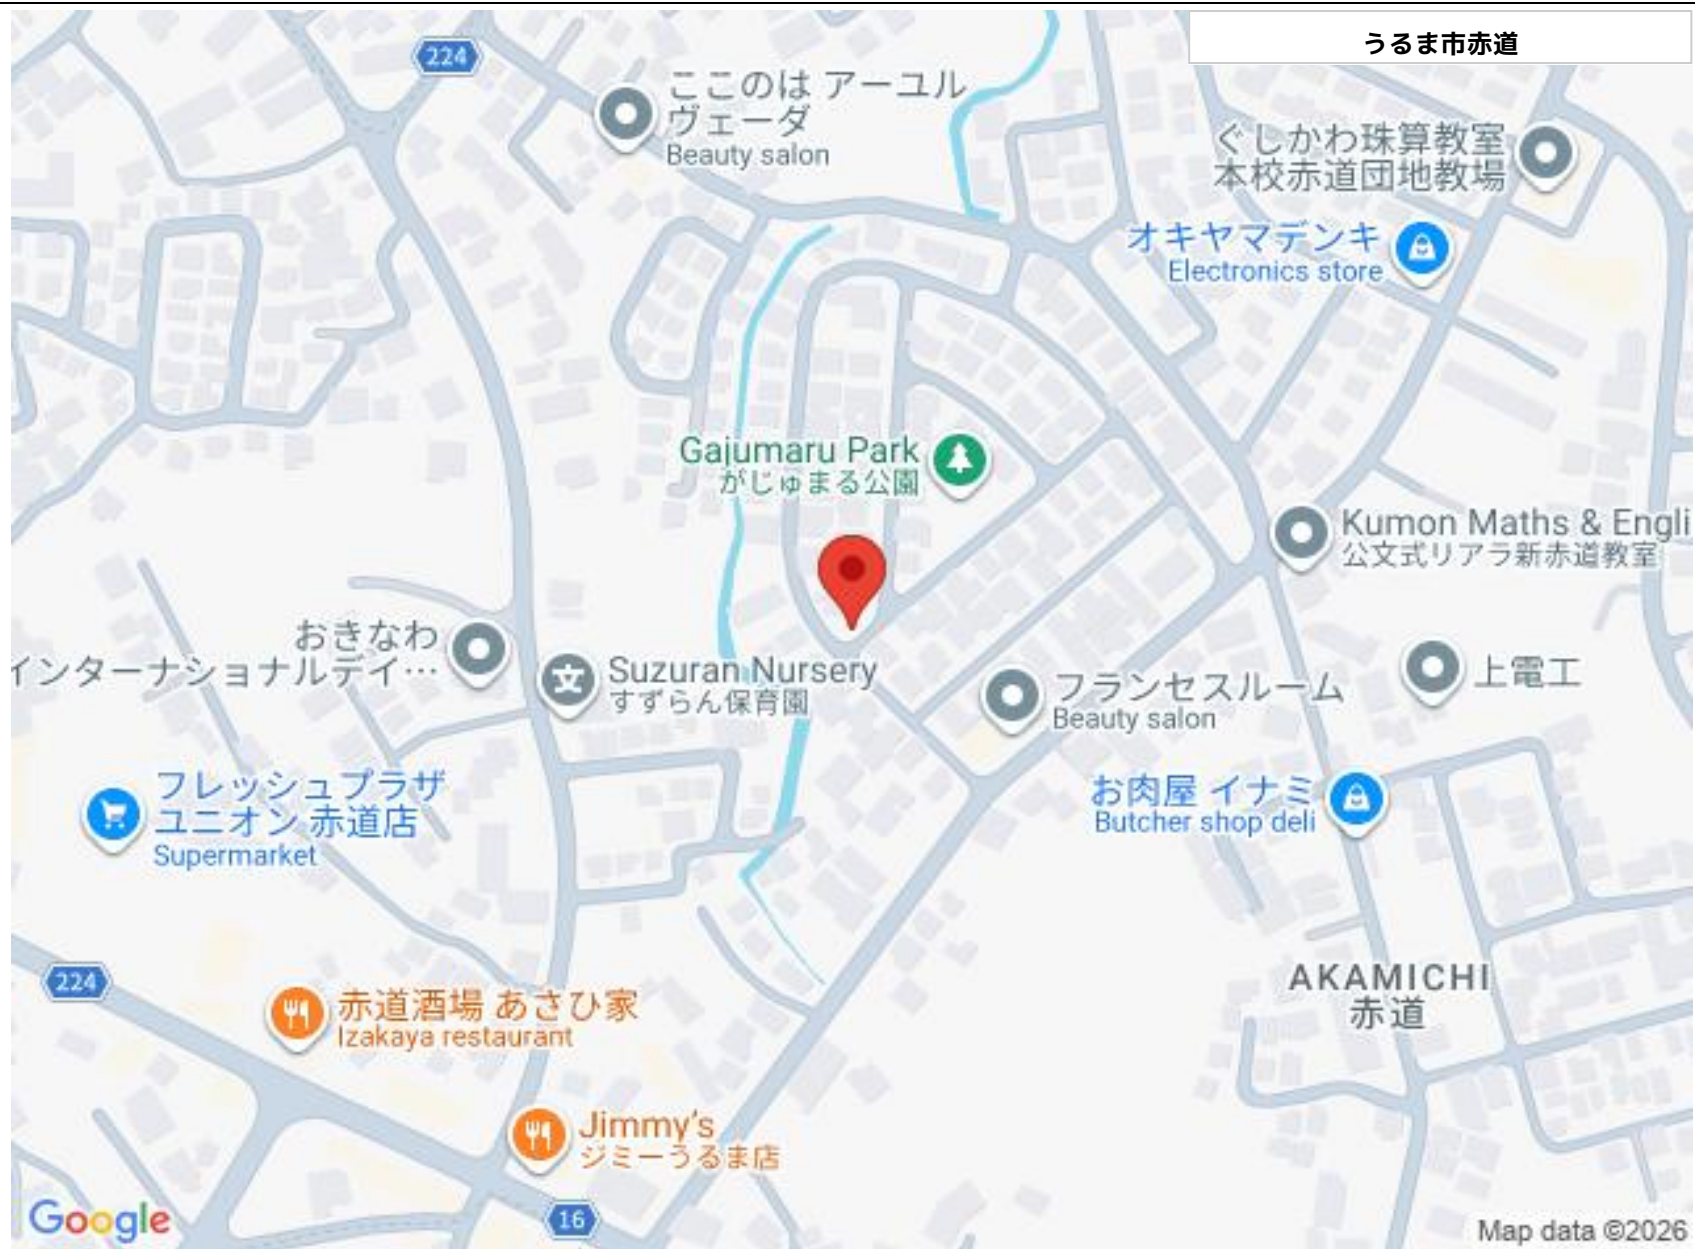 うるま市赤道
224
ここのは アーユル
ヴェーダ
Beauty salon
ぐしかわ珠算教室
本校赤道団地教場
オキヤマデンキ
Electronics store
Gajumaru Park
がじゅまる公園
Kumon Maths & Engli
公文式リアラ新赤道教室
おきなわ
インターナショナルデイ…
Suzuran Nursery
すずらん保育園
フランセスルーム
Beauty salon
上電工
フレッシュプラザ
ユニオン 赤道店
Supermarket
お肉屋 イナミ
Butcher shop deli
224
赤道酒場 あさひ家
Izakaya restaurant
AKAMICHI
赤道
Jimmy's
ジミーうるま店
16
Google
Map data ©2026